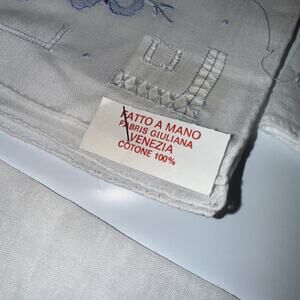 FATTO A MANO
FABRIS GIULIANA
VENEZIA
COTONE 100%